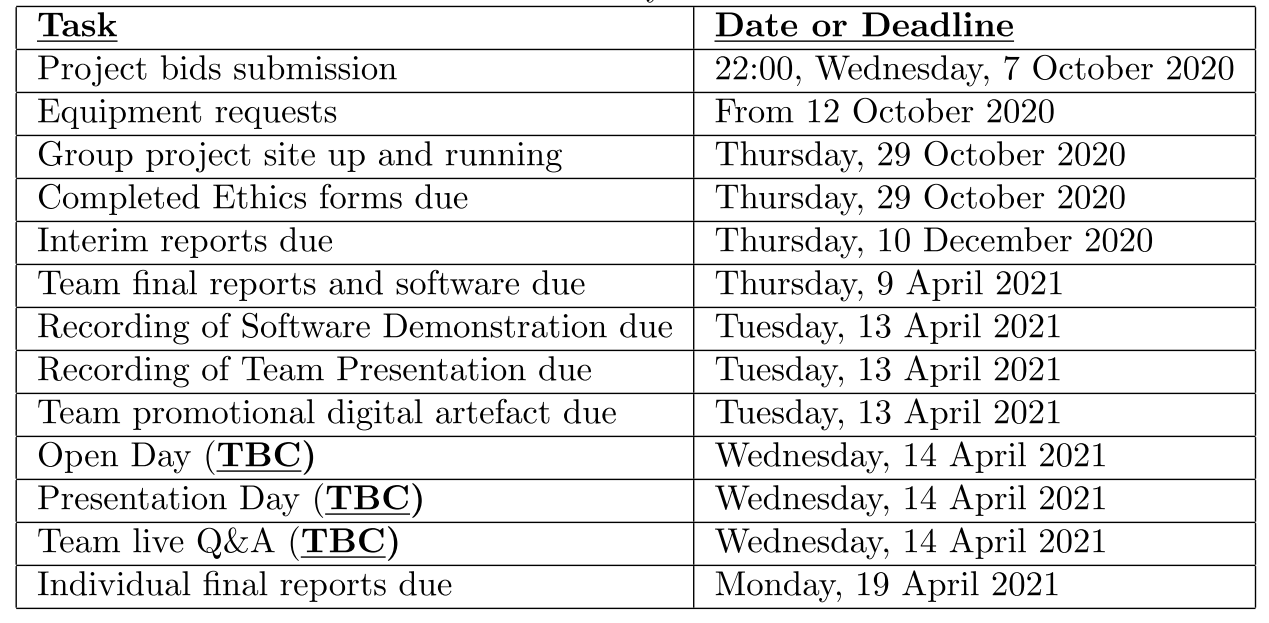 Task Date or Deadline
Project bids submission 22:00, Wednesday, 7 October 2020
Equipment requests From 12 October 2020
Group project site up and running Thursday, 29 October 2020
Completed Ethics forms due Thursday, 29 October 2020
Interim reports due Thursday, 10 December 2020
Team final reports and software due Thursday, 9 April 2021
Recording of Software Demonstration due Tuesday, 13 April 2021
Recording of Team Presentation due Tuesday, 13 April 2021
Team promotional digital artefact due Tuesday, 13 April 2021
Open Day (TBC) Wednesday, 14 April 2021
Presentation Day (TBC) Wednesday, 14 April 2021
Team live Q&A (TBC) Wednesday, 14 April 2021
Individual final reports due Monday, 19 April 2021